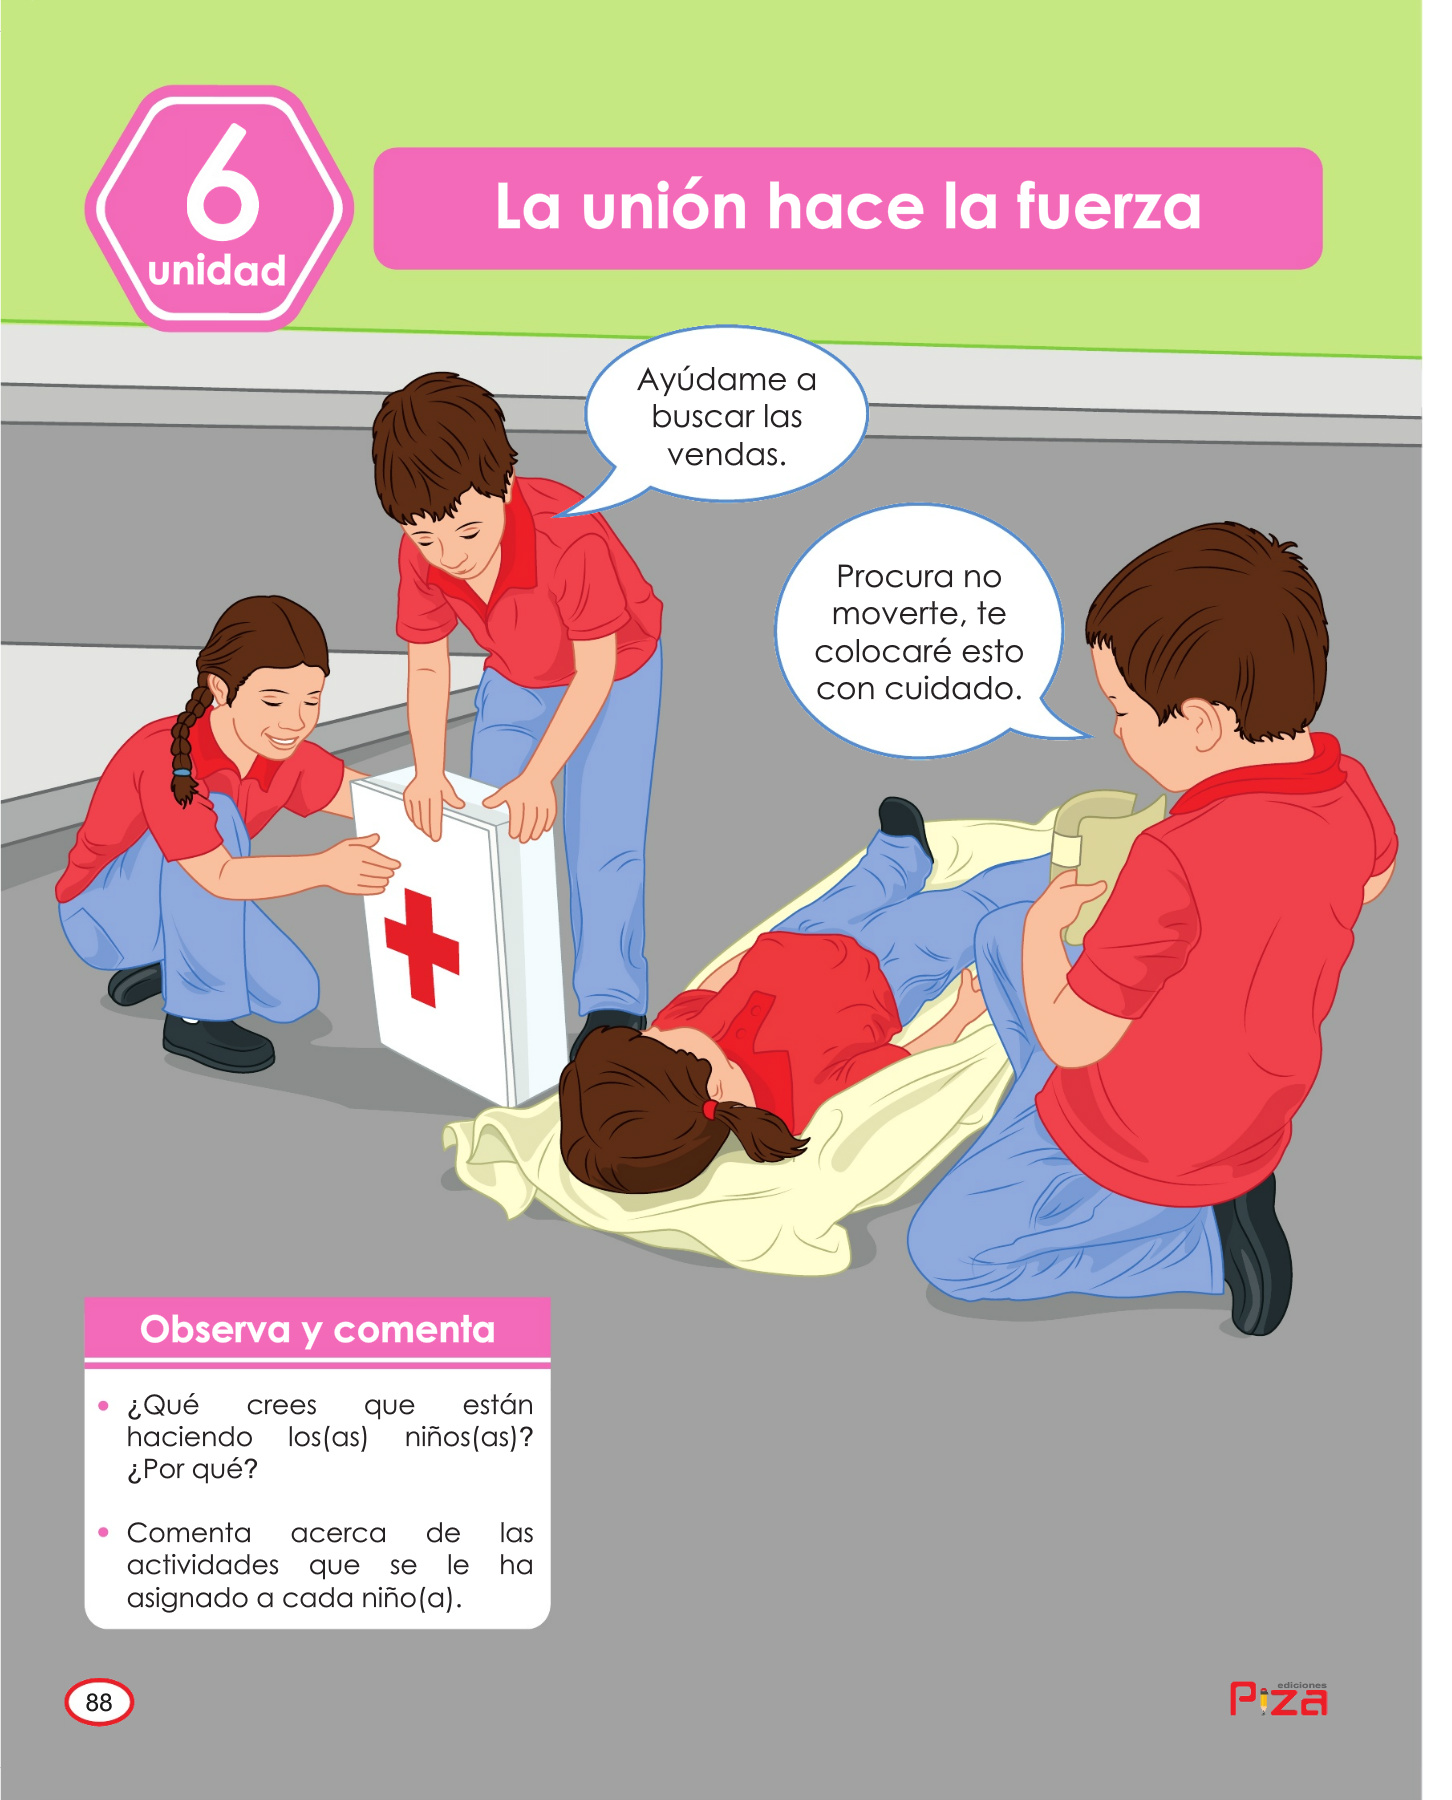 6
unidad
La unión hace la fuerza
Ayúdame a
buscar las
vendas.
Procura no
moverte, te
colocaré esto
con cuidado.
Observa y comenta
• ¿Qué crees que están
haciendo los(as) niños(as)?
¿Por qué?
• Comenta acerca de las
actividades que se le ha
asignado a cada niño(a).
88
ediciones
Piza